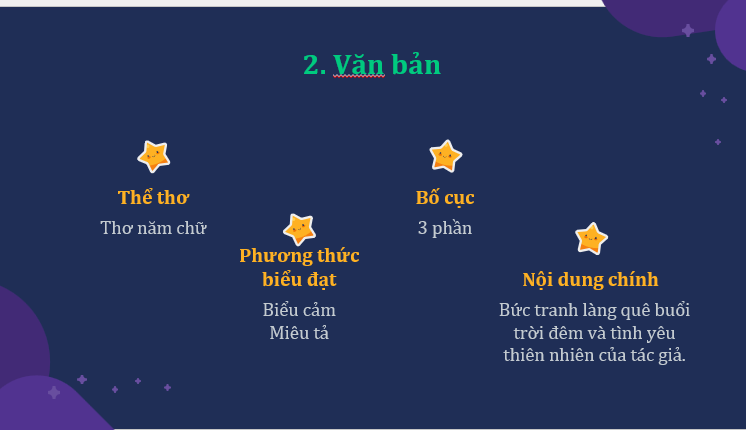 2. Văn bản
Thể thơ
Thơ năm chữ
Phương thức
biểu đạt
Biểu cảm
Miêu tả
Bố cục
3 phần
Nội dung chính
Bức tranh làng quê buổi
trời đêm và tình yêu
thiên nhiên của tác giả.